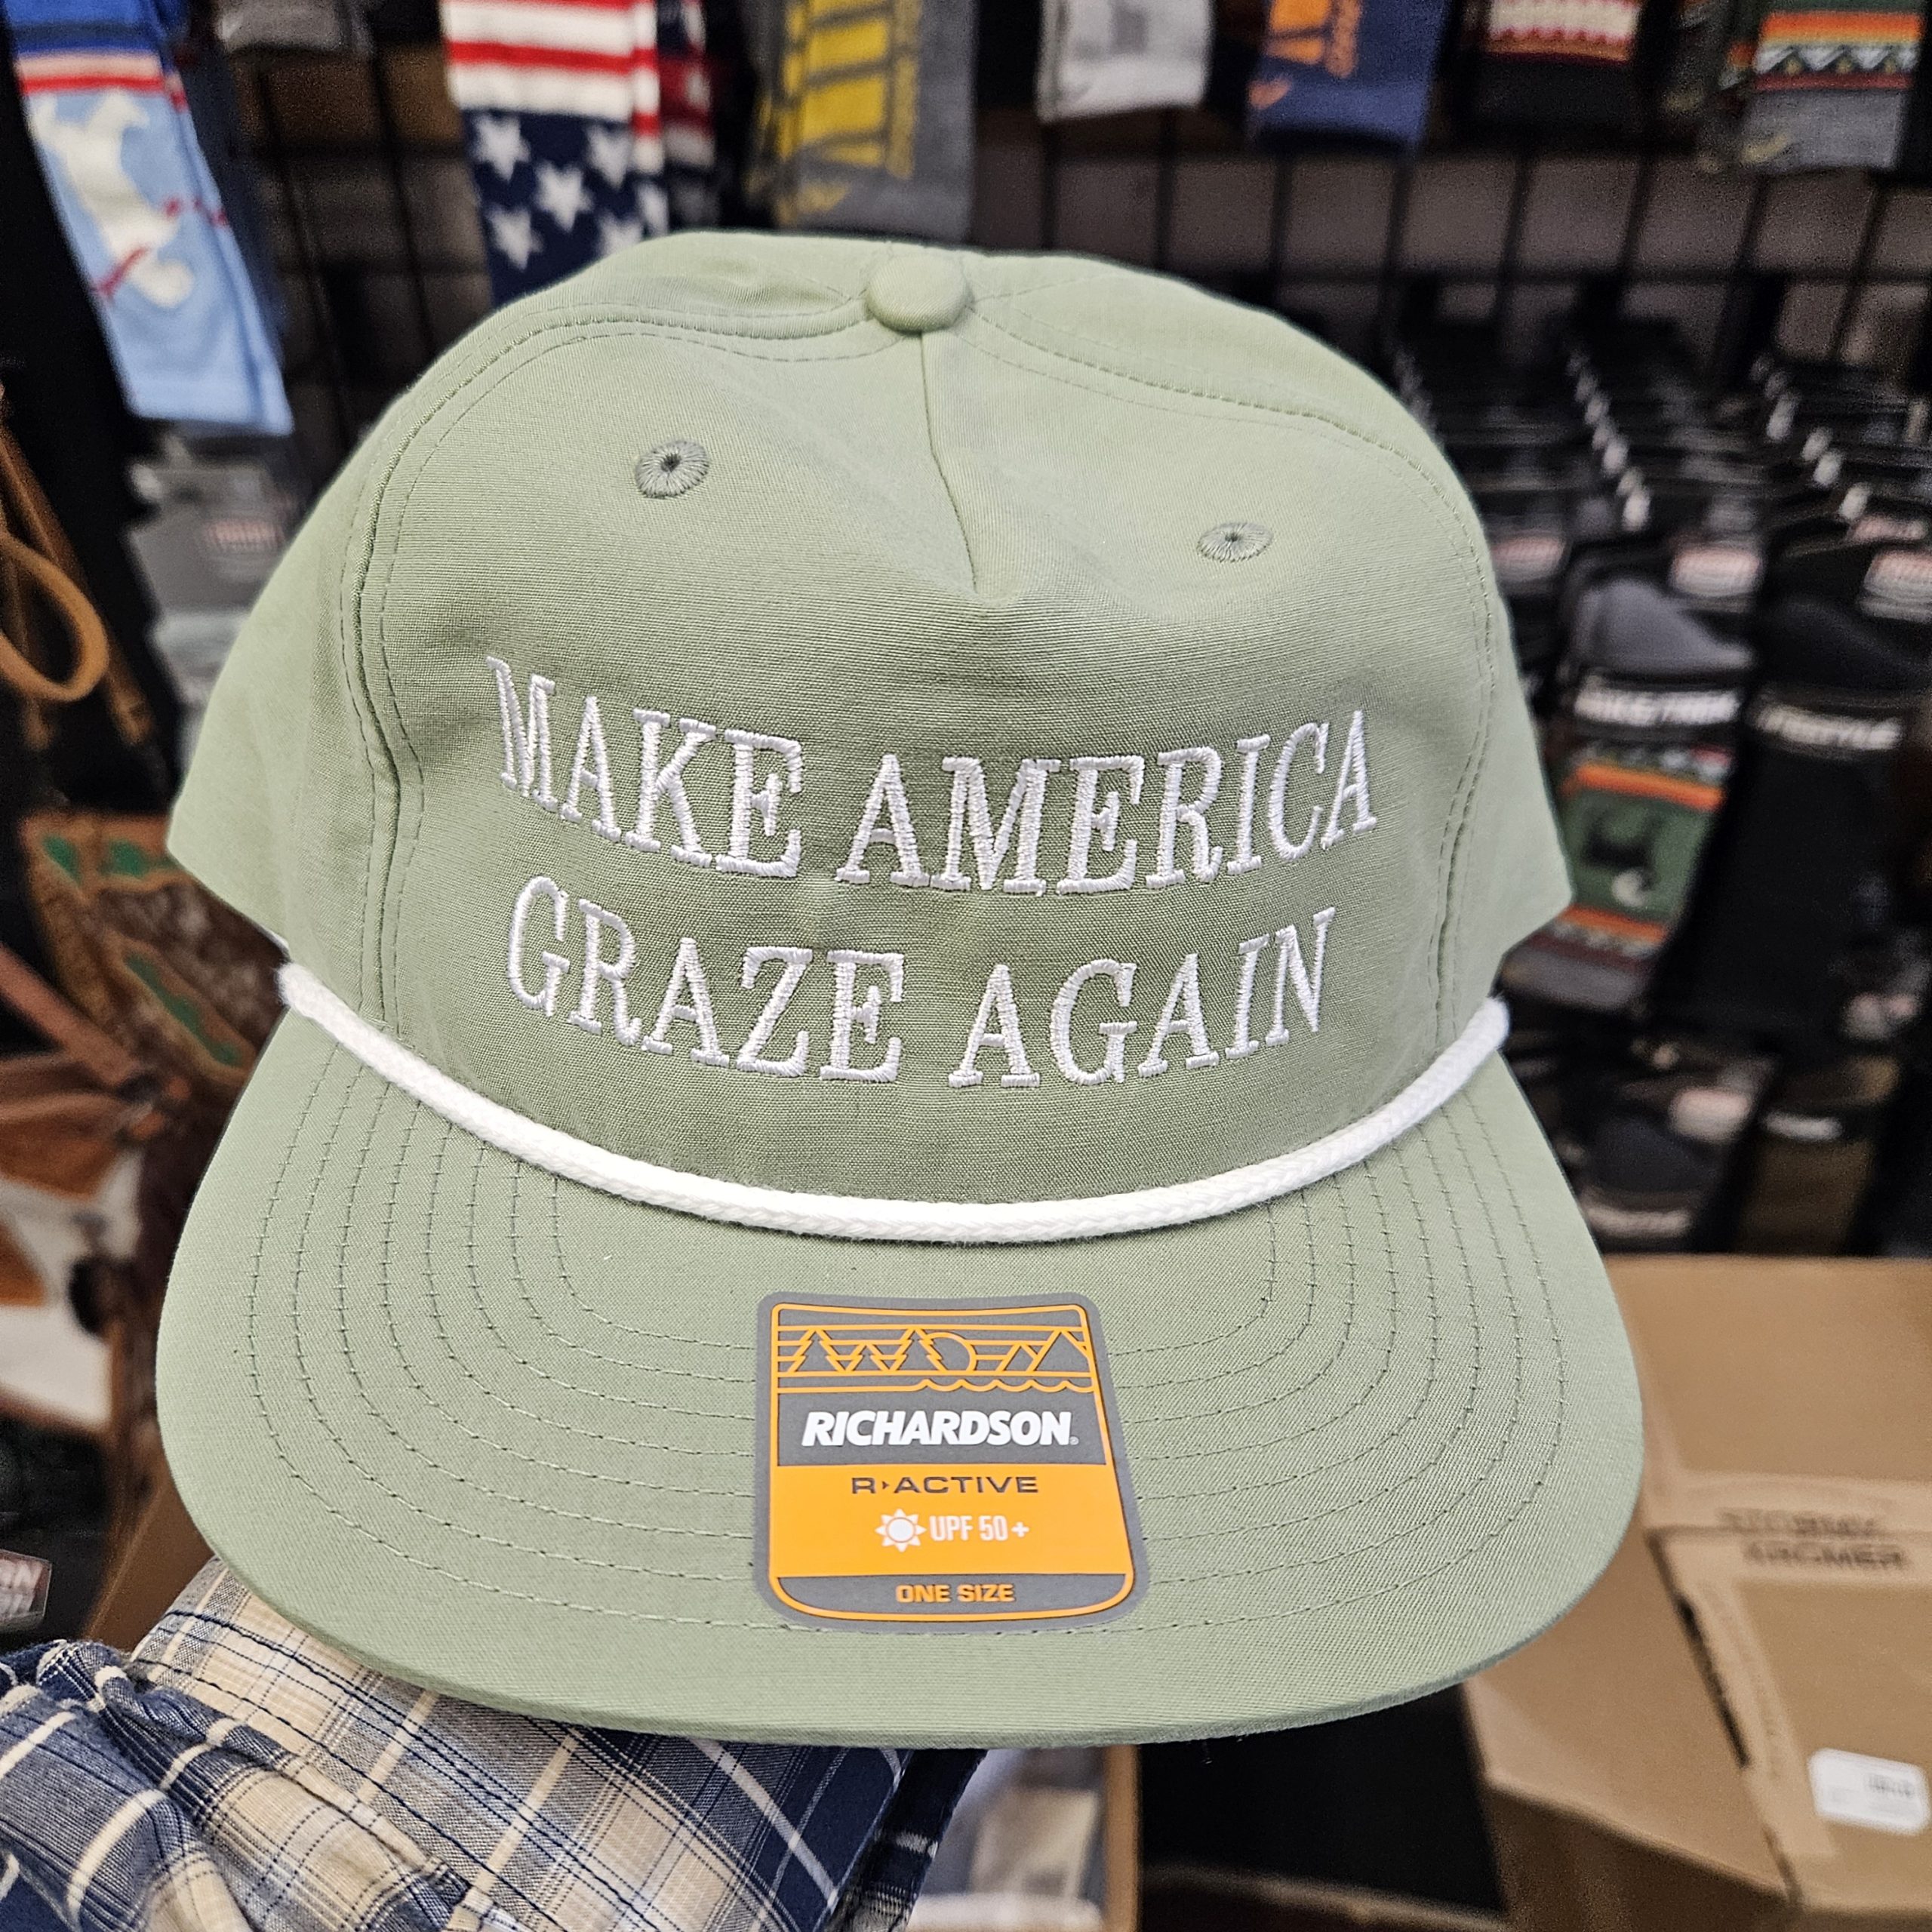 MAKE AMERICA
GRAZE AGAIN
RICHARDSON®
R▸ACTIVE
UPF 50+
ONE SIZE